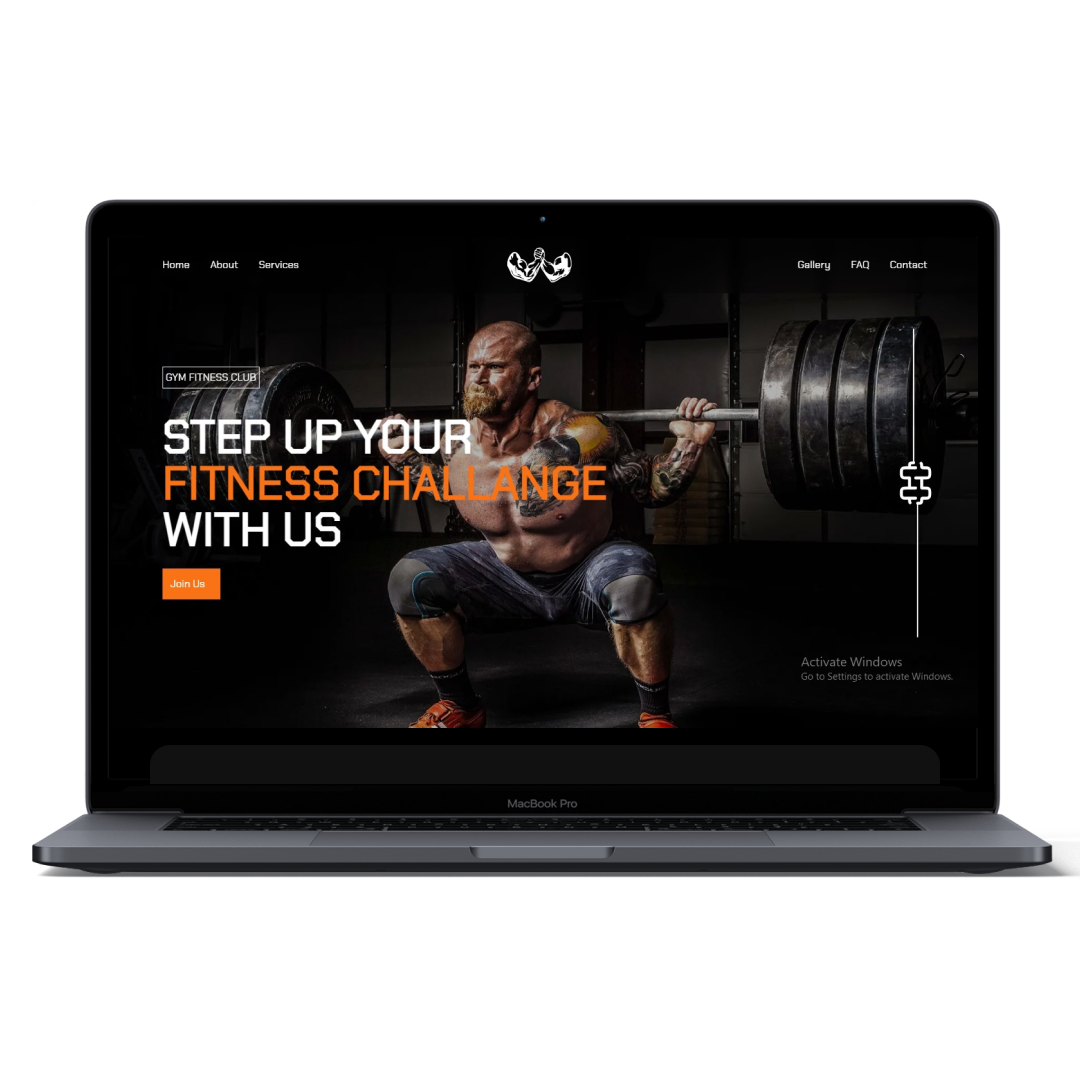 Home About Services Gallery FAQ Contact
GYM FITNESS CLUB
STEP UP YOUR
FITNESS CHALLANGE
WITH US
Join Us
Activate Windows
Go to Settings to activate Windows.
MacBook Pro